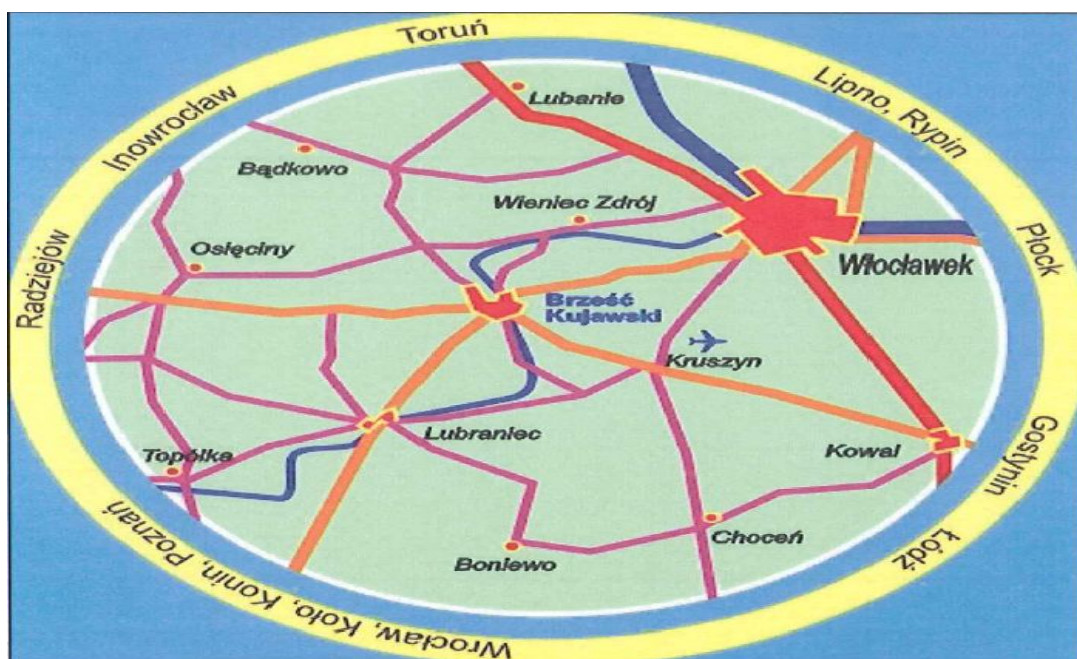 Toruń
Lipno, Rypin
Płock
Gostynin
Łódź
Wrocław, Koło, Konin, Poznań
Radziejów
Inowrocław
Lubanie
Bądkowo
Wieniec Zdrój
Osięciny
Włocławek
Brześć
Kujawski
Kruszyn
Lubraniec
Kowal
Topólka
Choceń
Boniewo